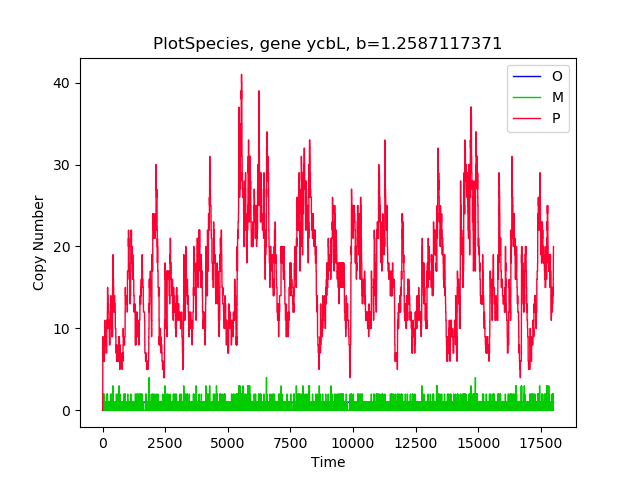 PlotSpecies, gene ycbL, b=1.2587117371
O
M
P
40
30
20
10
0
Copy Number
0 2500 5000 7500 10000 12500 15000 17500
Time